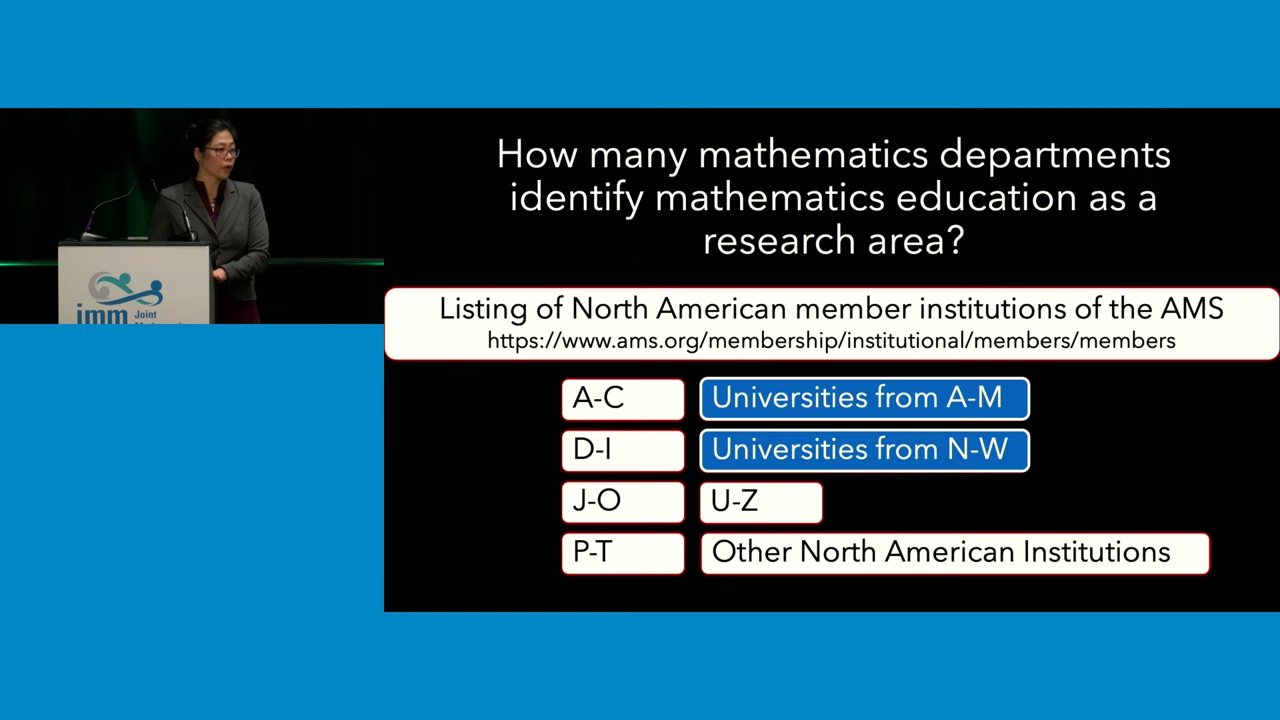 How many mathematics departments
identify mathematics education as a
research area?
Listing of North American member institutions of the AMS
https://www.ams.org/membership/institutional/members/members
A-C
Universities from A-M
D-I
Universities from N-W
J-O
U-Z
P-T
Other North American Institutions
jmm
Joint